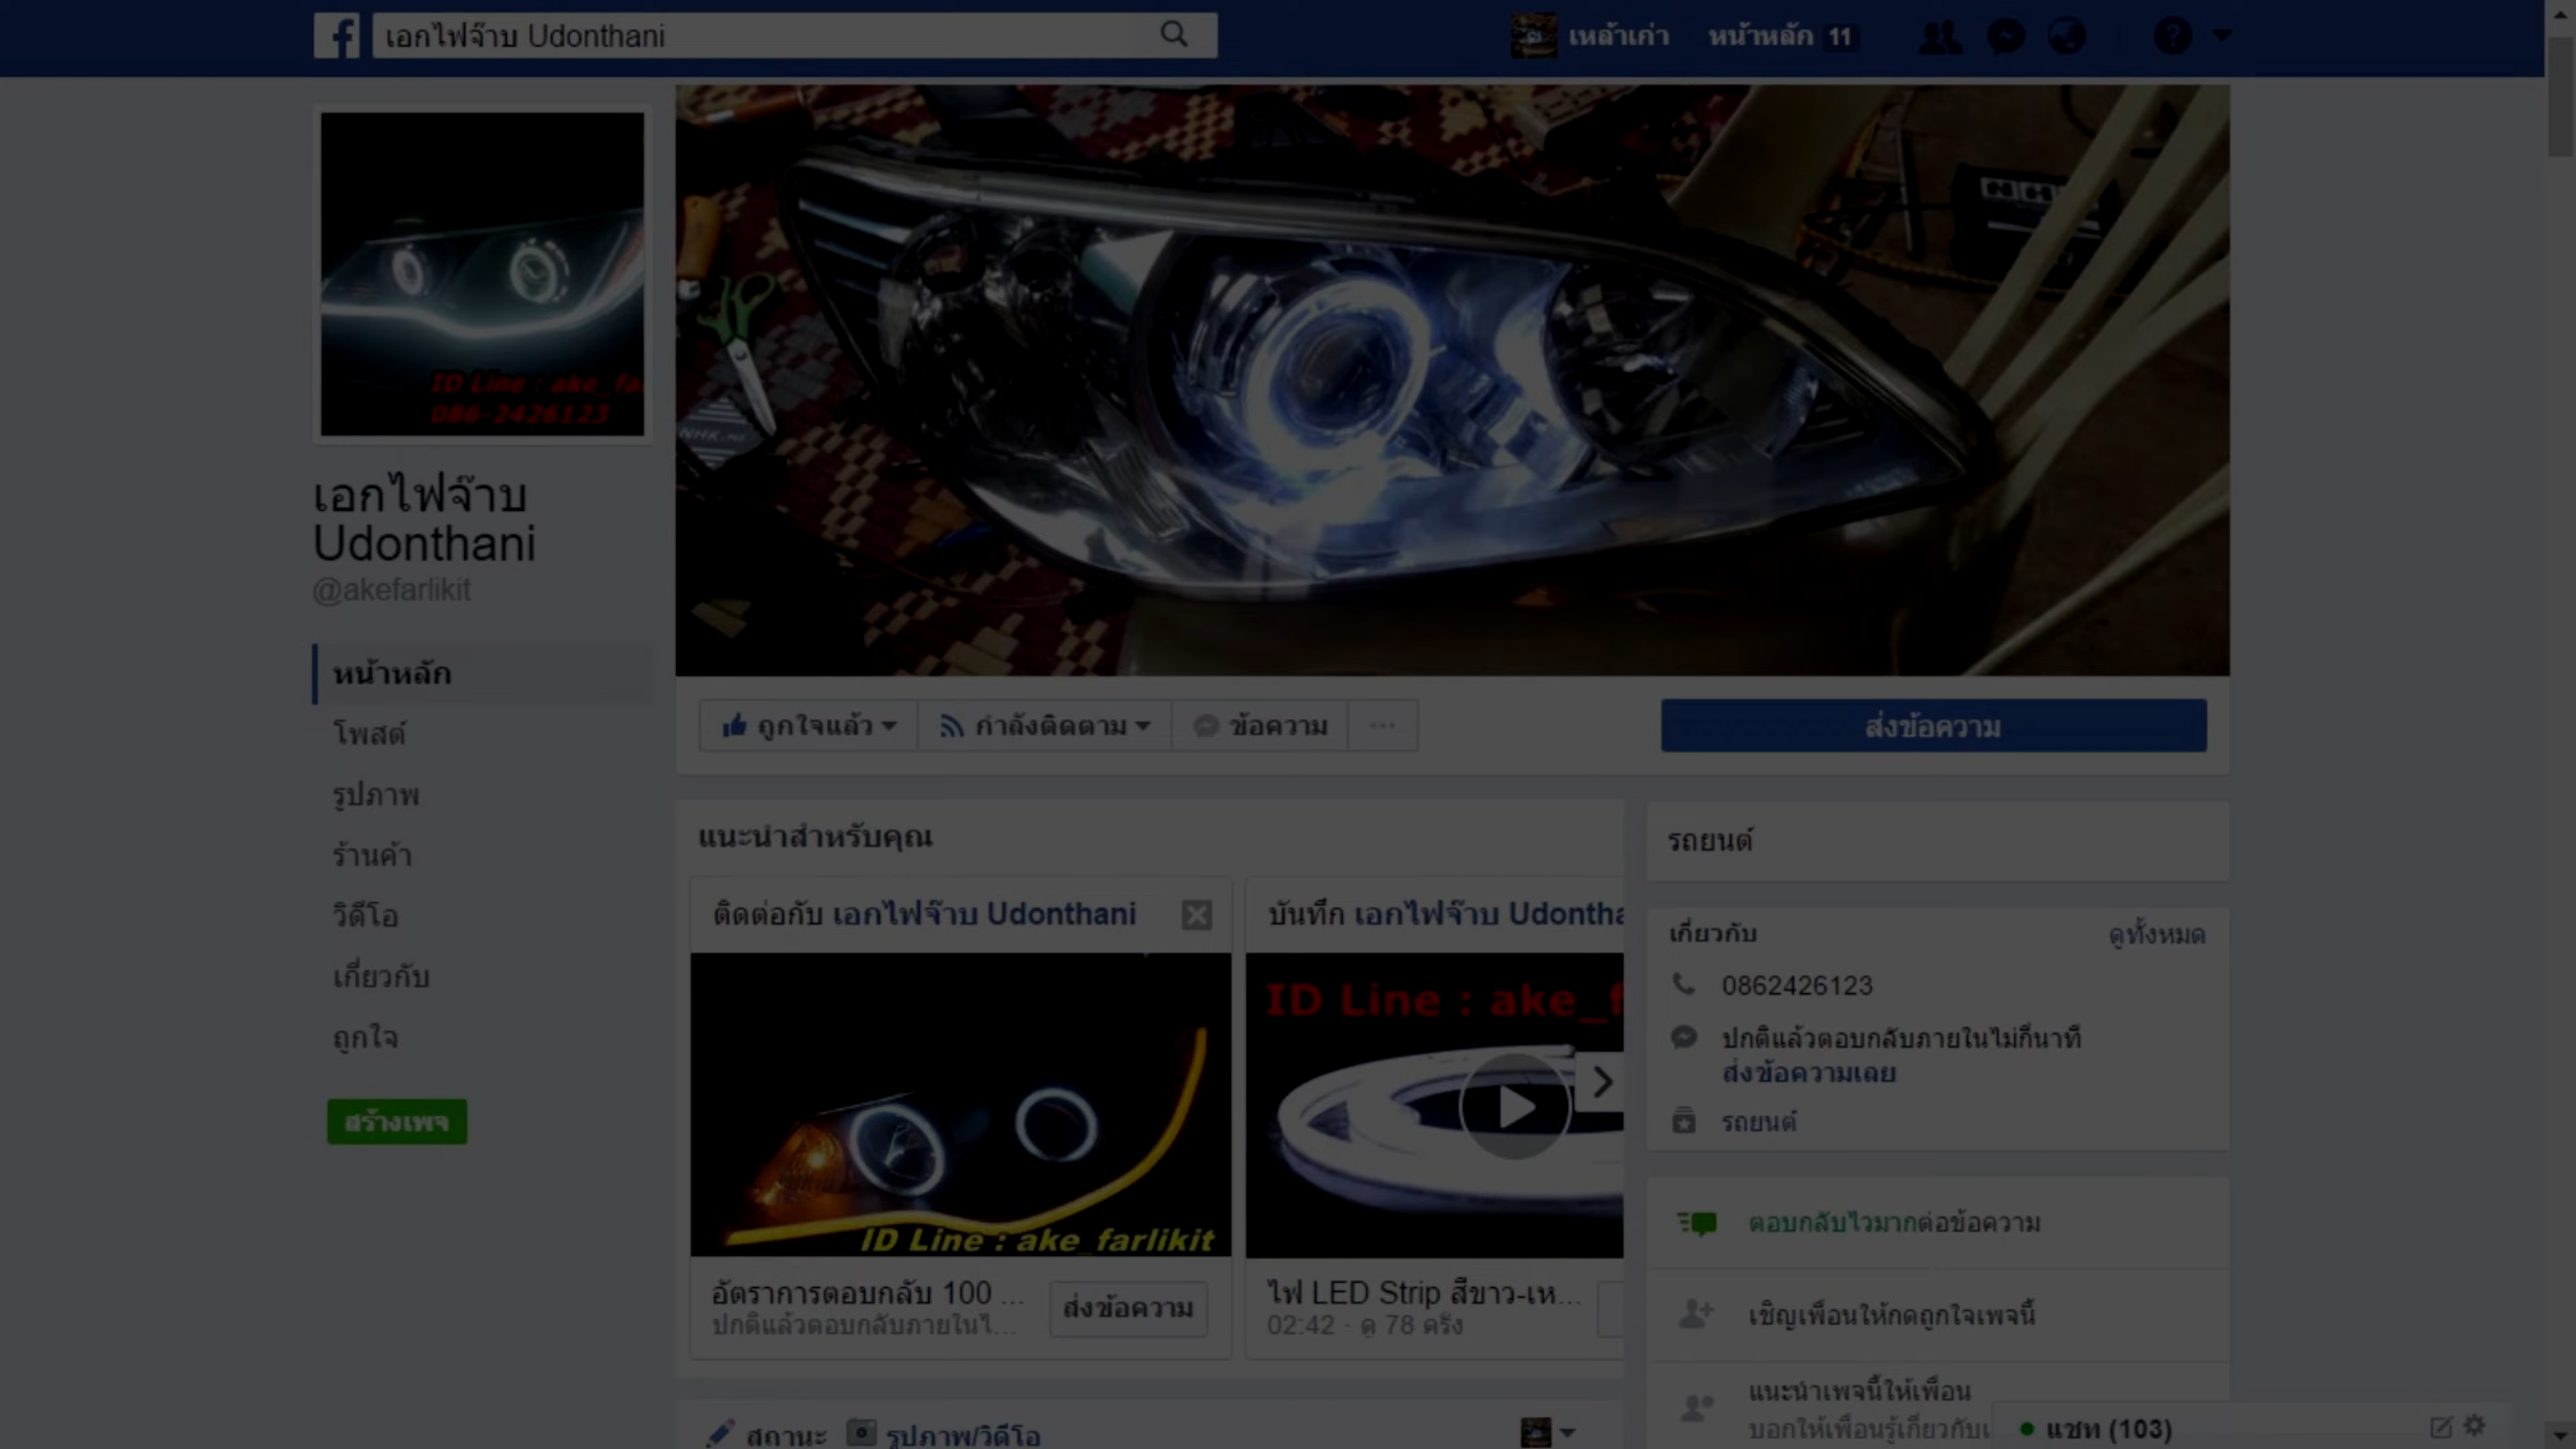 เอกไฟจ๊าบ Udonthani
เหล้าเก่า
หน้าหลัก 11
ID Line : ake_fa
086-2426123
เอกไฟจ๊าบ
Udonthani
@akefarlikit
หน้าหลัก
โพสต์
รูปภาพ
ร้านค้า
วิดีโอ
เกี่ยวกับ
ถูกใจ
สร้างเพจ
ถูกใจแล้ว
กำลังติดตาม
ข้อความ
ส่งข้อความ
แนะนำสำหรับคุณ
ติดต่อกับ เอกไฟจ๊าบ Udonthani
ID Line : ake_farlikit
อัตราการตอบกลับ 100 ...
ปกติแล้วตอบกลับภายในไ...
ส่งข้อความ
บันทึก เอกไฟจ๊าบ Udontha
ID Line : ake_f
ไฟ LED Strip สีขาว-เห...
02:42 · ดู 78 ครั้ง
สถานะ
รูปภาพ/วิดีโอ
รถยนต์
เกี่ยวกับ
ดูทั้งหมด
0862426123
ปกติแล้วตอบกลับภายในไม่กี่นาที
ส่งข้อความเลย
รถยนต์
ตอบกลับไวมากต่อข้อความ
เชิญเพื่อนให้กดถูกใจเพจนี้
แนะนำเพจนี้ให้เพื่อน
บอกให้เพื่อนรู้เกี่ยวกับเ
แชท (103)